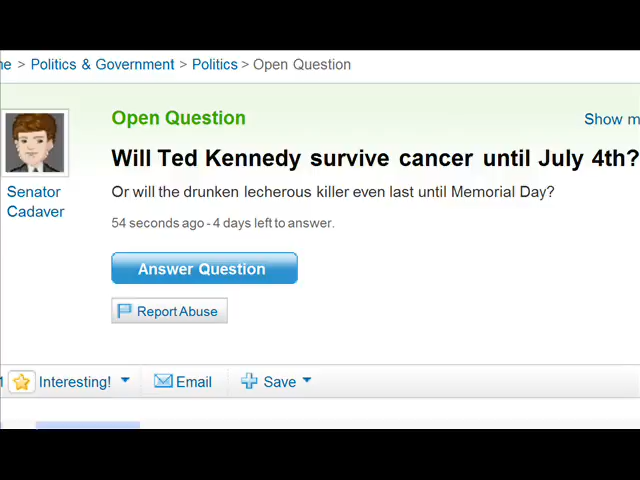 ne > Politics & Government > Politics > Open Question
Open Question
Show m
Will Ted Kennedy survive cancer until July 4th?
Senator
Cadaver
Or will the drunken lecherous killer even last until Memorial Day?
54 seconds ago - 4 days left to answer.
Answer Question
Report Abuse
1 Interesting! Email Save